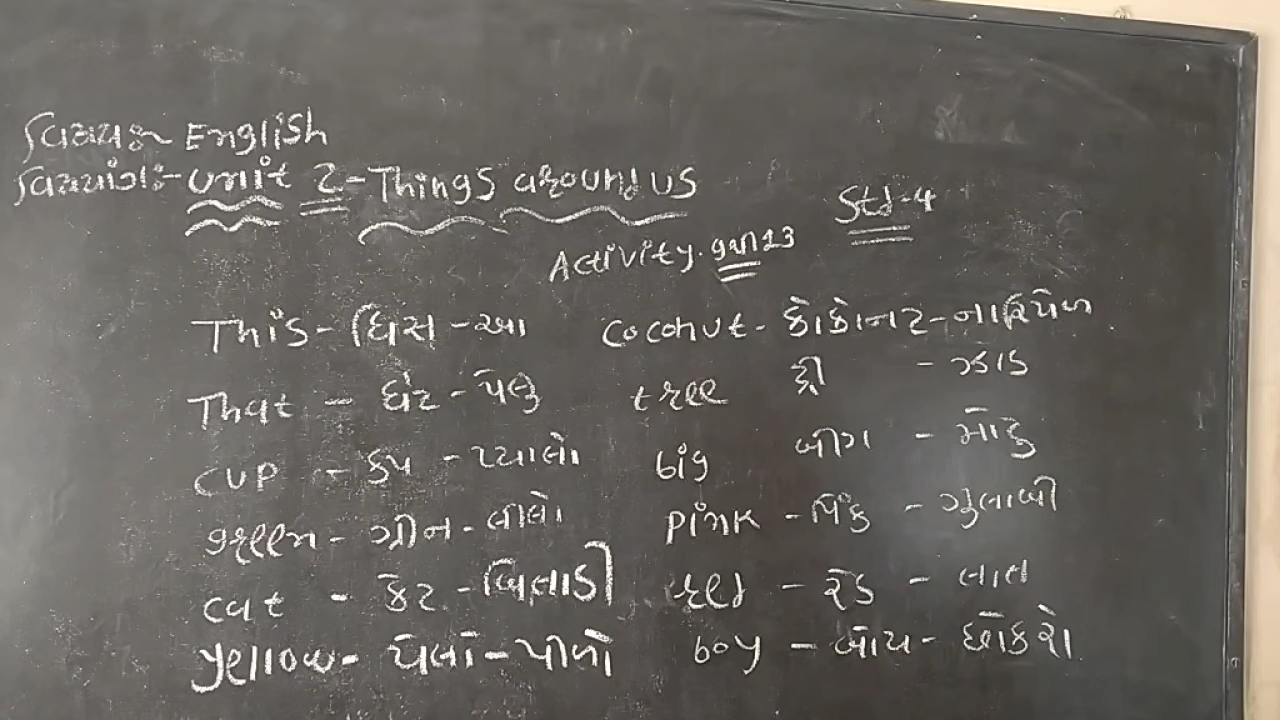 વિષય:- English
વિષયાંગ:- Unit 2 - Things around us
Std-4
Activity.
This - ધિસ - આ
coconut - કોકોનટ - નારિયેળ
That - ધેટ - પેલુ
tree ટ્રી - ઝાડ
cup - કપ - પ્યાલો
big બીગ - મોટુ
green - ગ્રીન - લીલો
pink - પિંક - ગુલાબી
cat - કેટ - બિલાડી
red - રેડ - લાલ
yellow - યેલો - પીળો
boy - બોય - છોકરો